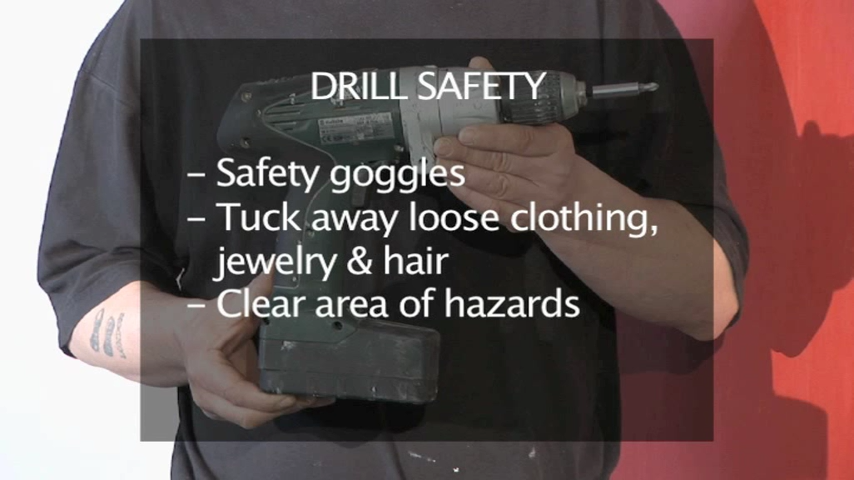 DRILL SAFETY
– Safety goggles
– Tuck away loose clothing,
jewelry & hair
– Clear area of hazards